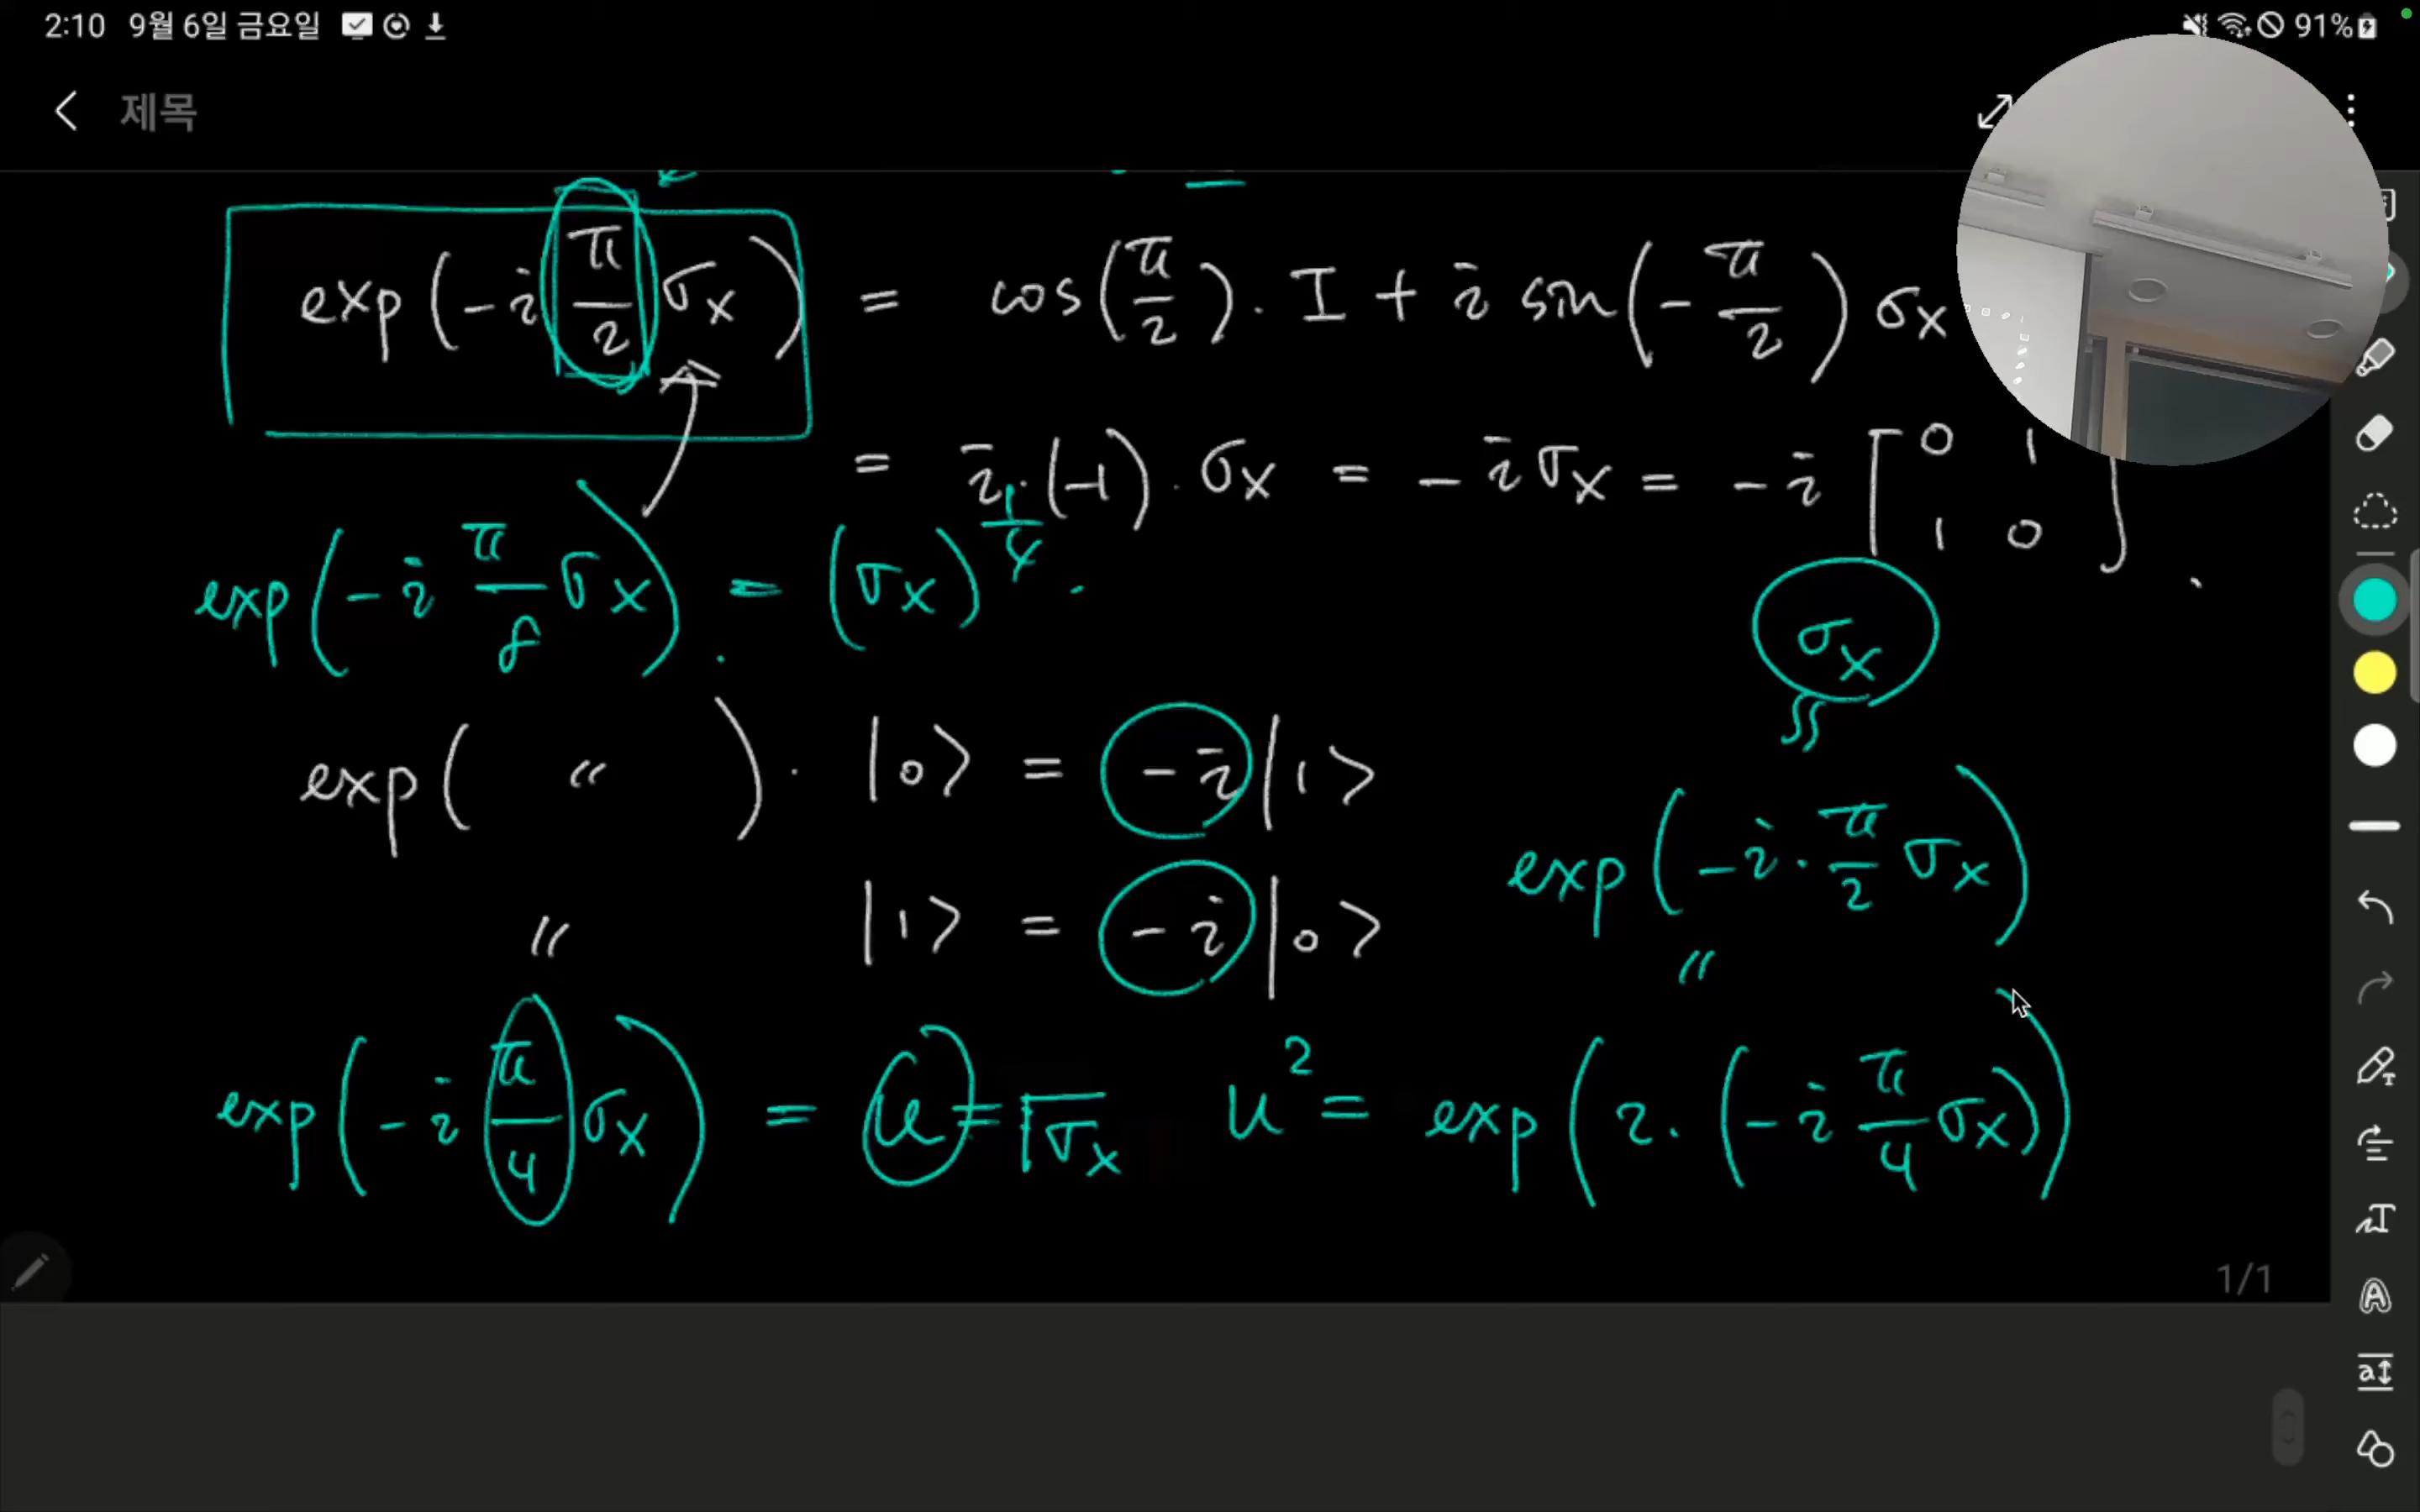 2:10 9월 6일 금요일 91%
제목
exp(-i π/2 σx) = cos(π/2) · I + i sin(-π/2) σx
= i·(-1)·σx = -iσx = -i [0 1
1 0].
exp(-i π/8 σx). = (σx)^1/4.
σx
exp( " ) · |0> = -i|1>
exp(-i·π/2 σx)
" |1> = -i|0>
"
exp(-i π/4 σx) = U = √σx U² = exp(2·(-i π/4 σx))
1/1